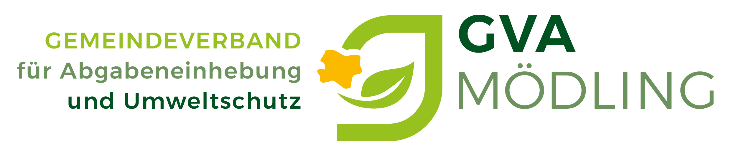 GEMEINDEVERBAND
für Abgabeneinhebung
und Umweltschutz
GVA
MÖDLING